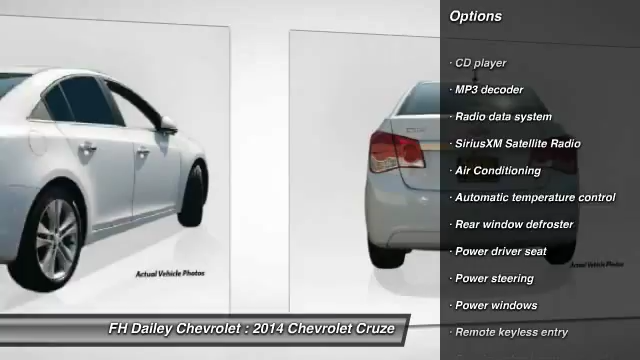 Options
· CD player
· MP3 decoder
· Radio data system
· SiriusXM Satellite Radio
· Air Conditioning
· Automatic temperature control
· Rear window defroster
· Power driver seat
· Power steering
· Power windows
· Remote keyless entry
Actual Vehicle Photos
Actual Vehicle Photos
FH Dailey Chevrolet : 2014 Chevrolet Cruze